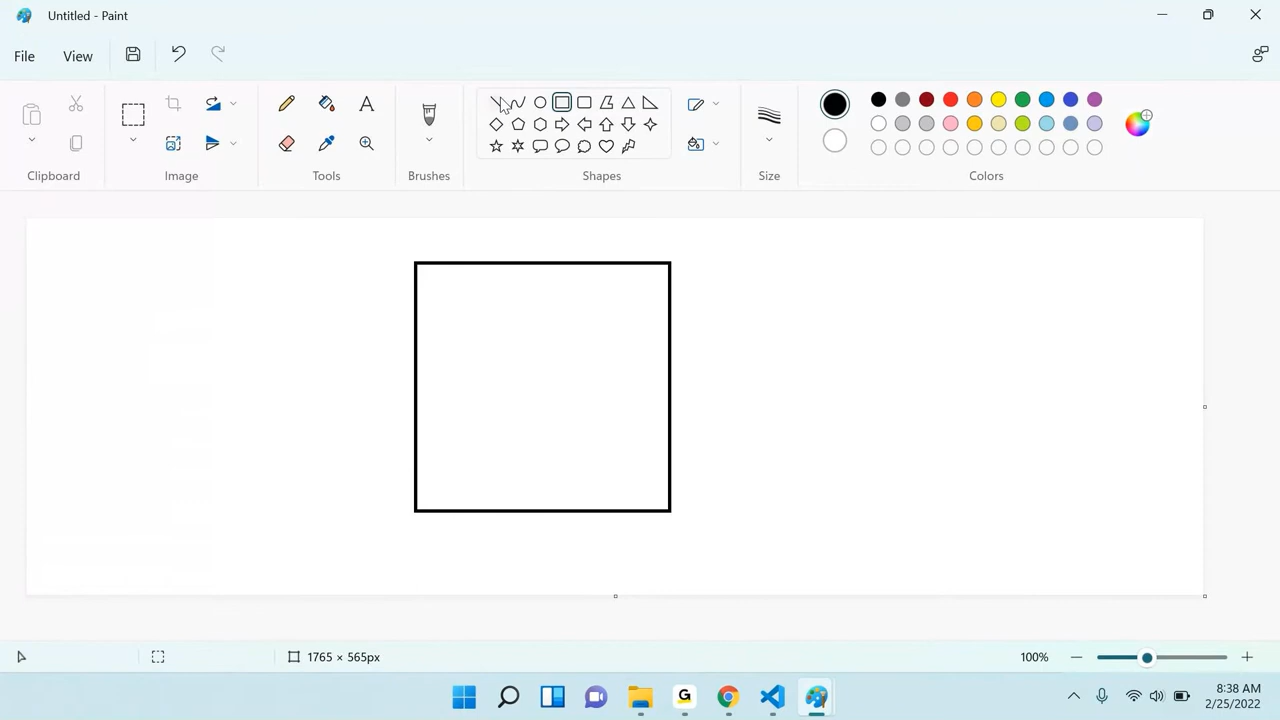 Untitled - Paint
File View
Clipboard Image Tools Brushes Shapes Size Colors
1765 × 565px 100%
8:38 AM
2/25/2022